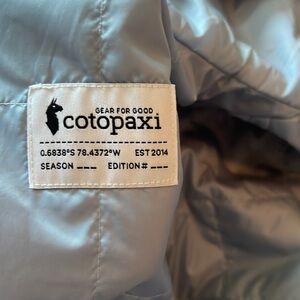 GEAR FOR GOOD
cotopaxi
0.6838°S 78.4372°W EST 2014
SEASON ___ EDITION# ___